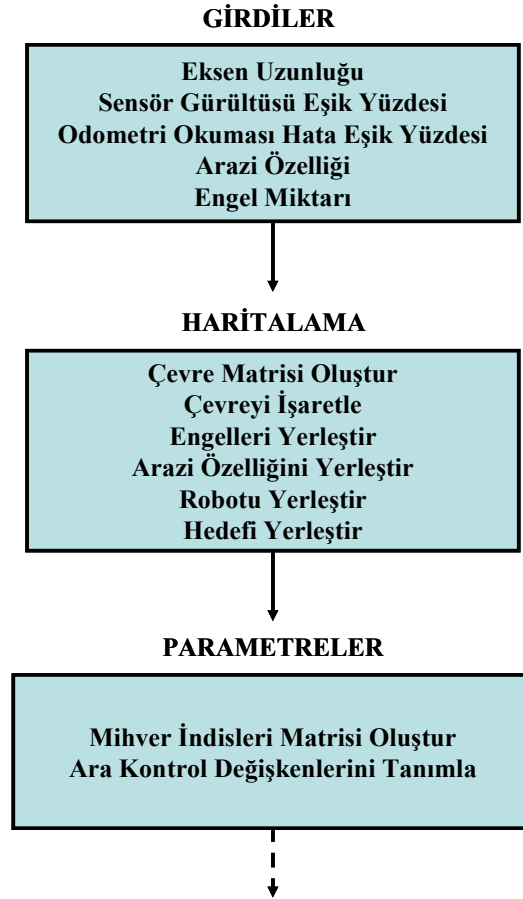 GİRDİLER
Eksen Uzunluğu
Sensör Gürültüsü Eşik Yüzdesi
Odometri Okuması Hata Eşik Yüzdesi
Arazi Özelliği
Engel Miktarı
HARİTALAMA
Çevre Matrisi Oluştur
Çevreyi İşaretle
Engelleri Yerleştir
Arazi Özelliğini Yerleştir
Robotu Yerleştir
Hedefi Yerleştir
PARAMETRELER
Mihver İndisleri Matrisi Oluştur
Ara Kontrol Değişkenlerini Tanımla